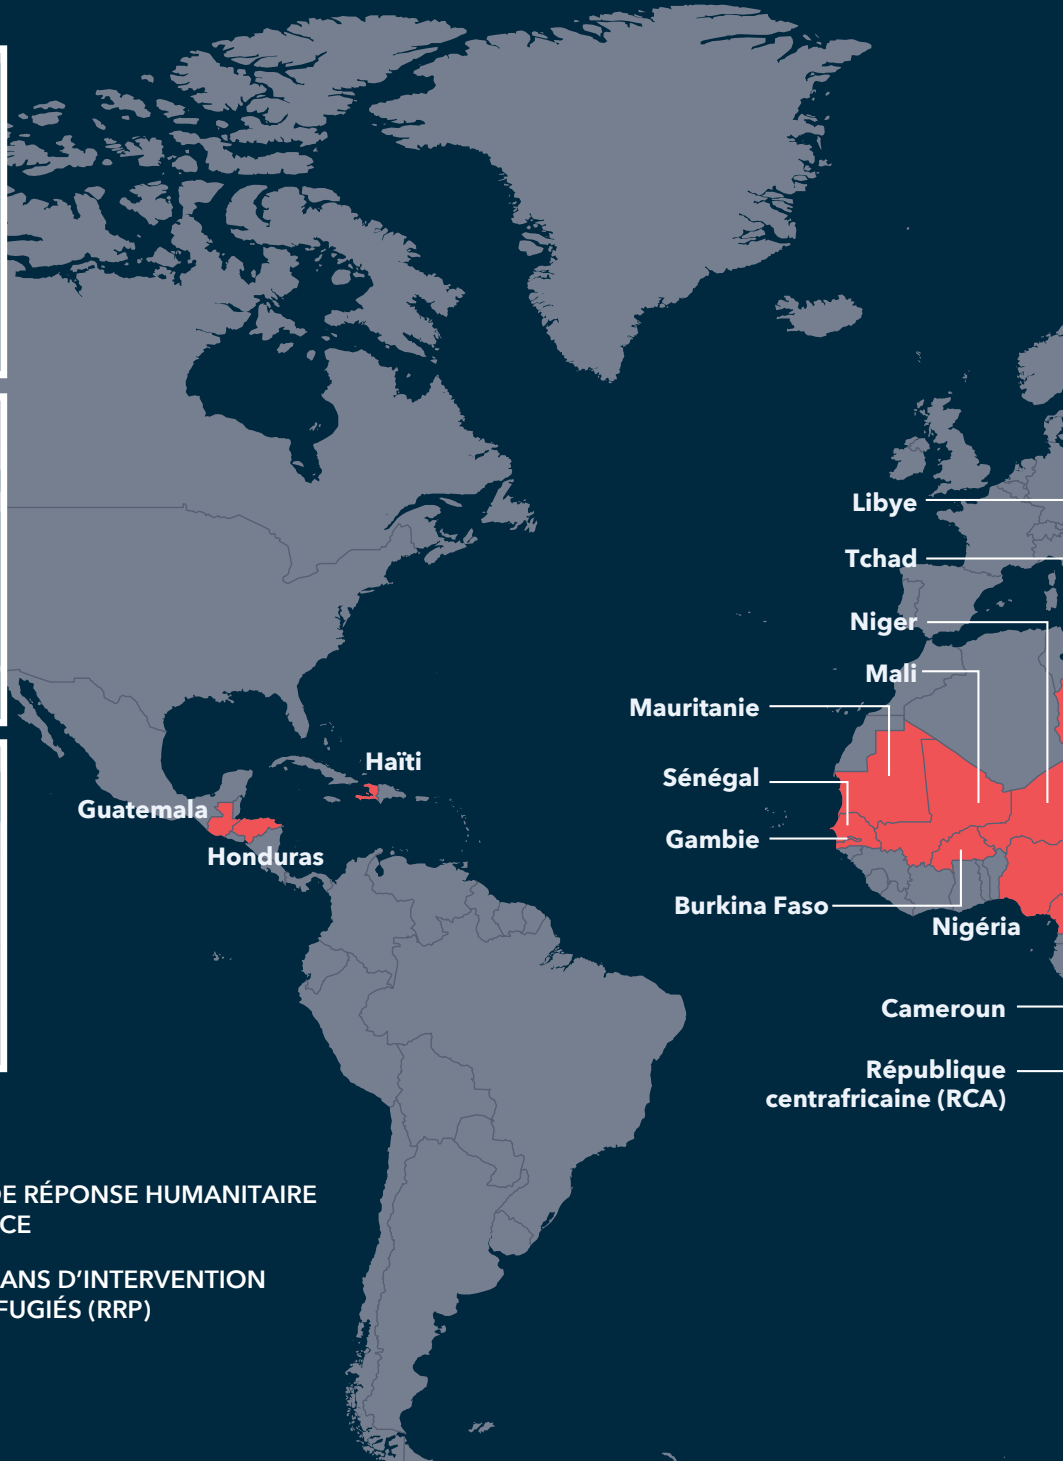 Libye
Tchad
Niger
Mali
Mauritanie
Haïti
Sénégal
Guatemala
Gambie
Honduras
Burkina Faso
Nigéria
Cameroun
République
centrafricaine (RCA)
DE RÉPONSE HUMANITAIRE
CE
ANS D’INTERVENTION
FUGIÉS (RRP)